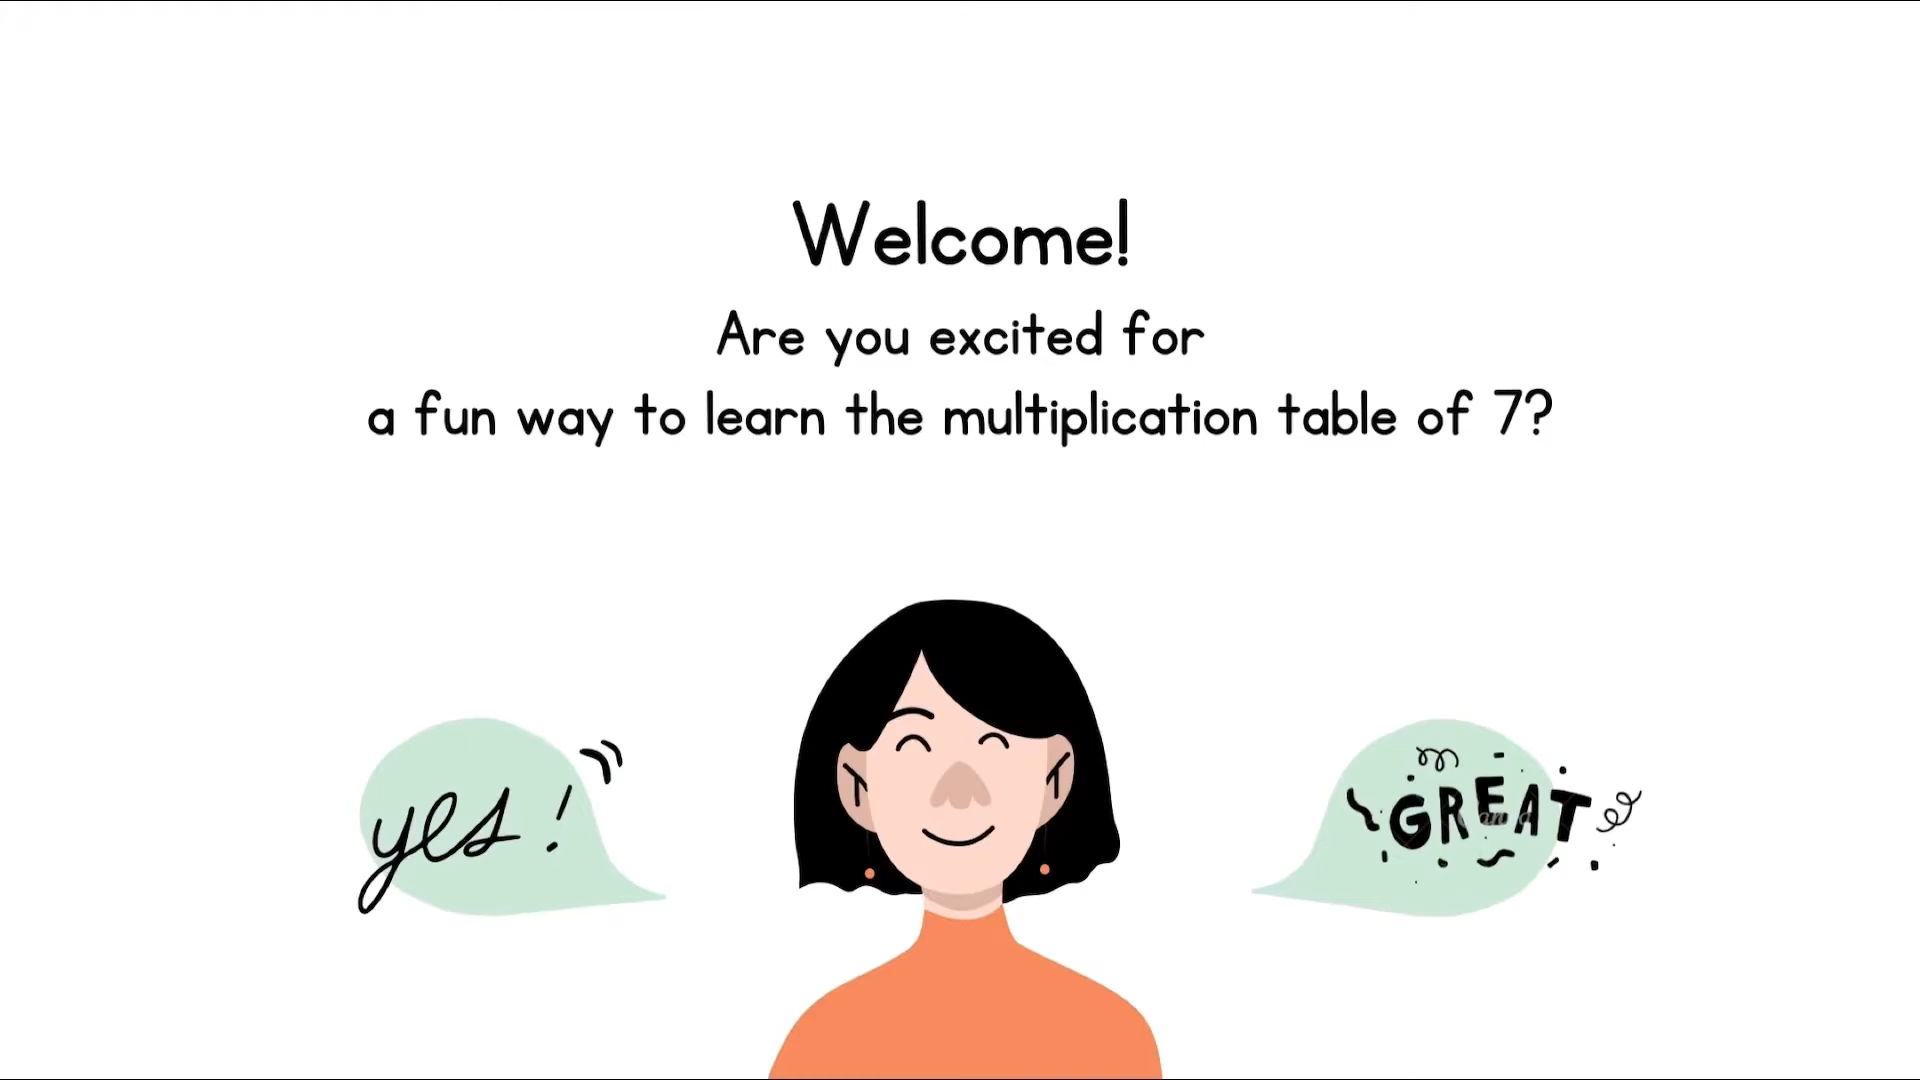 Welcome!
Are you excited for
a fun way to learn the multiplication table of 7?
yes!
GREAT